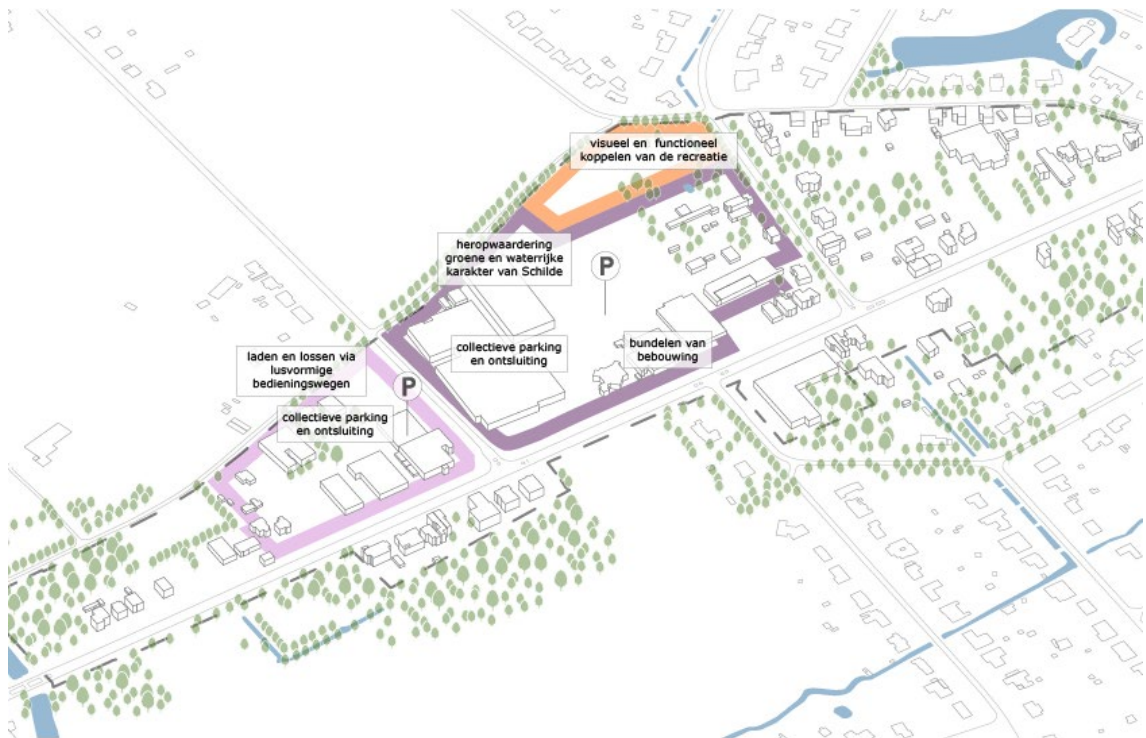 visueel en functioneel
koppelen van de recreatie
heropwaardering
groene en waterrijke
karakter van Schilde
P
collectieve parking
en ontsluiting
bundelen van
bebouwing
laden en lossen via
lusvormige
bedieningswegen
P
collectieve parking
en ontsluiting